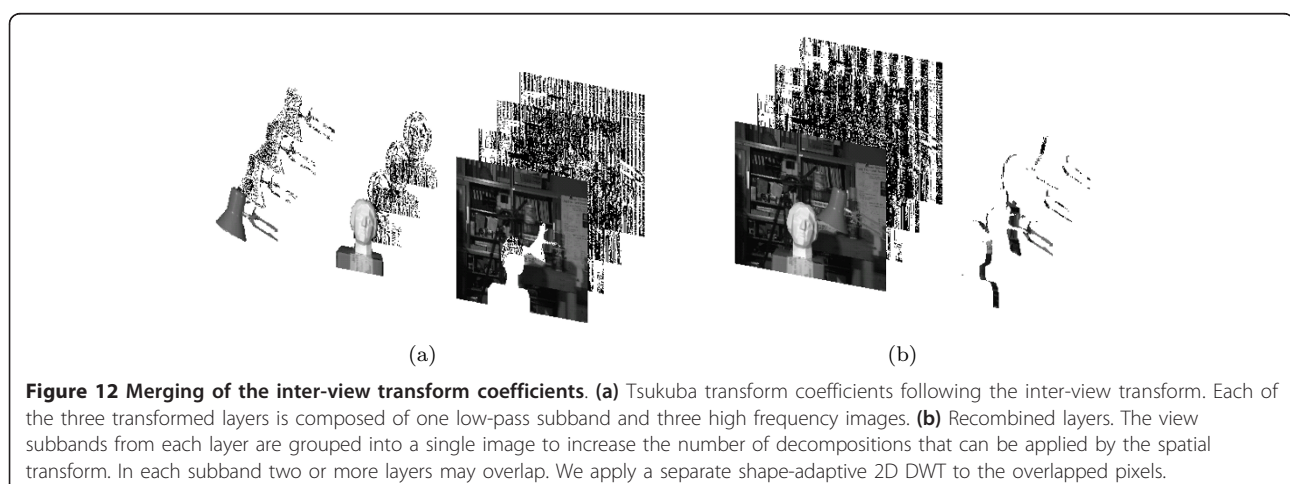 (a)
(b)
Figure 12 Merging of the inter-view transform coefficients. (a) Tsukuba transform coefficients following the inter-view transform. Each of
the three transformed layers is composed of one low-pass subband and three high frequency images. (b) Recombined layers. The view
subbands from each layer are grouped into a single image to increase the number of decompositions that can be applied by the spatial
transform. In each subband two or more layers may overlap. We apply a separate shape-adaptive 2D DWT to the overlapped pixels.